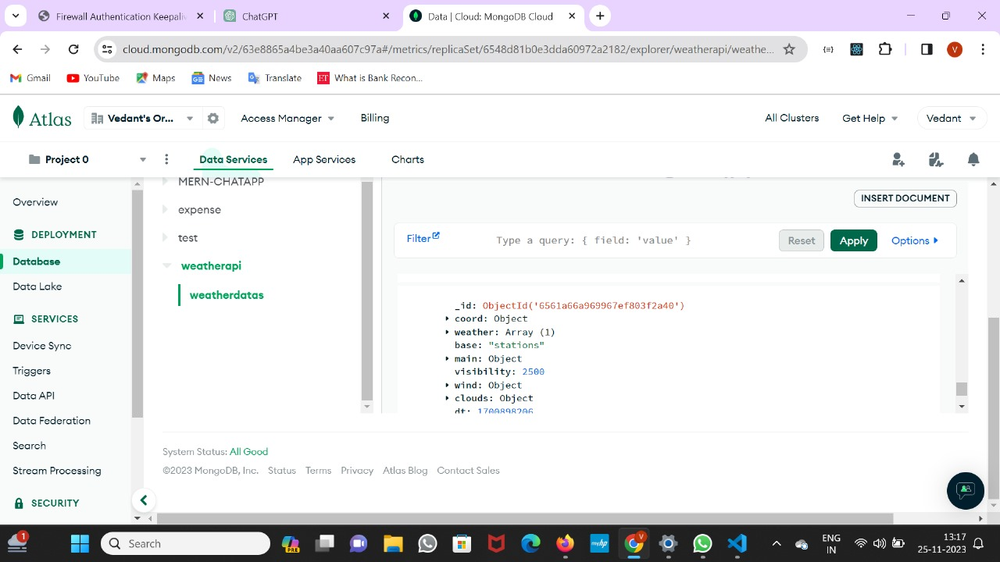 Firewall Authentication Keepaliv
ChatGPT
Data | Cloud: MongoDB Cloud
cloud.mongodb.com/v2/63e8865a4be3a40aa607c97a#/metrics/replicaSet/6548d81b0e3dda60972a2182/explorer/weatherapi/weathe...
V
Gmail
YouTube
Maps
News
Translate
ET What is Bank Recon...
Atlas
Vedant's Or...
Access Manager
Billing
All Clusters
Get Help
Vedant
Project 0
Data Services
App Services
Charts
Overview
DEPLOYMENT
Database
Data Lake
SERVICES
Device Sync
Triggers
Data API
Data Federation
Search
Stream Processing
SECURITY
MERN-CHATAPP
expense
test
weatherapi
weatherdatas
INSERT DOCUMENT
Filter
Type a query: { field: 'value' }
Reset
Apply
Options
_id: ObjectId('6561a66a969967ef803f2a40')
coord: Object
weather: Array (1)
base: "stations"
main: Object
visibility: 2500
wind: Object
clouds: Object
dt: 1700898206
System Status: All Good
©2023 MongoDB, Inc. Status Terms Privacy Atlas Blog Contact Sales
1
Search
PRE
myhp
V
ENG
IN
13:17
25-11-2023